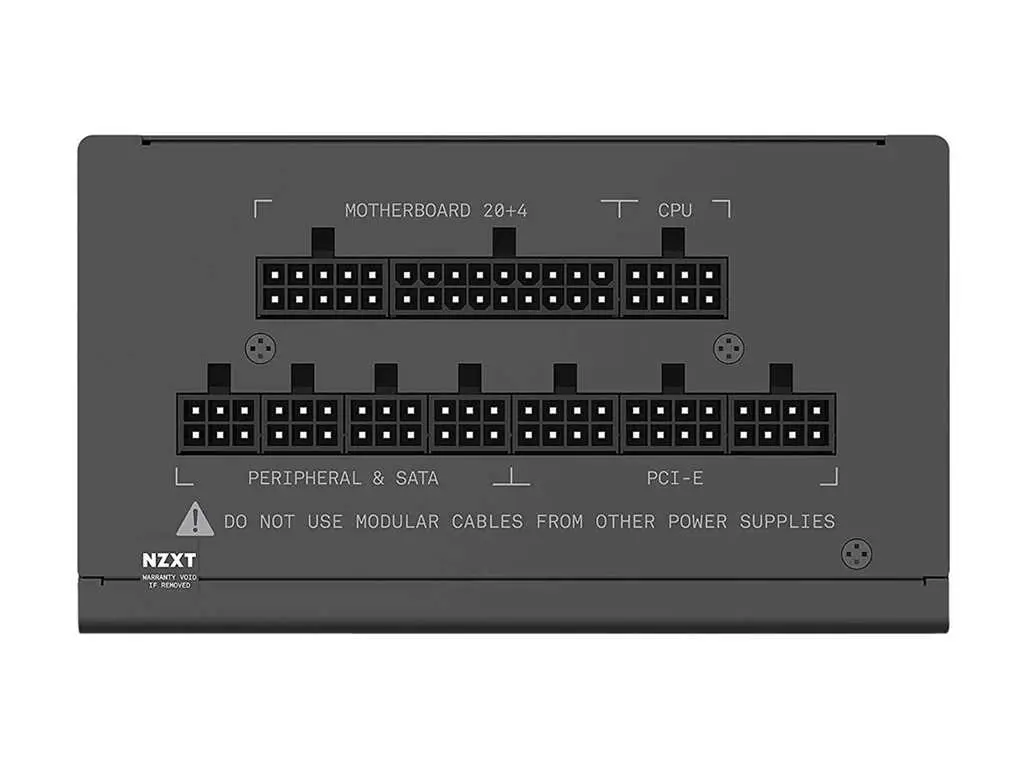 MOTHERBOARD 20+4
CPU
PERIPHERAL & SATA
PCI-E
DO NOT USE MODULAR CABLES FROM OTHER POWER SUPPLIES
NZXT
WARRANTY VOID
IF REMOVED